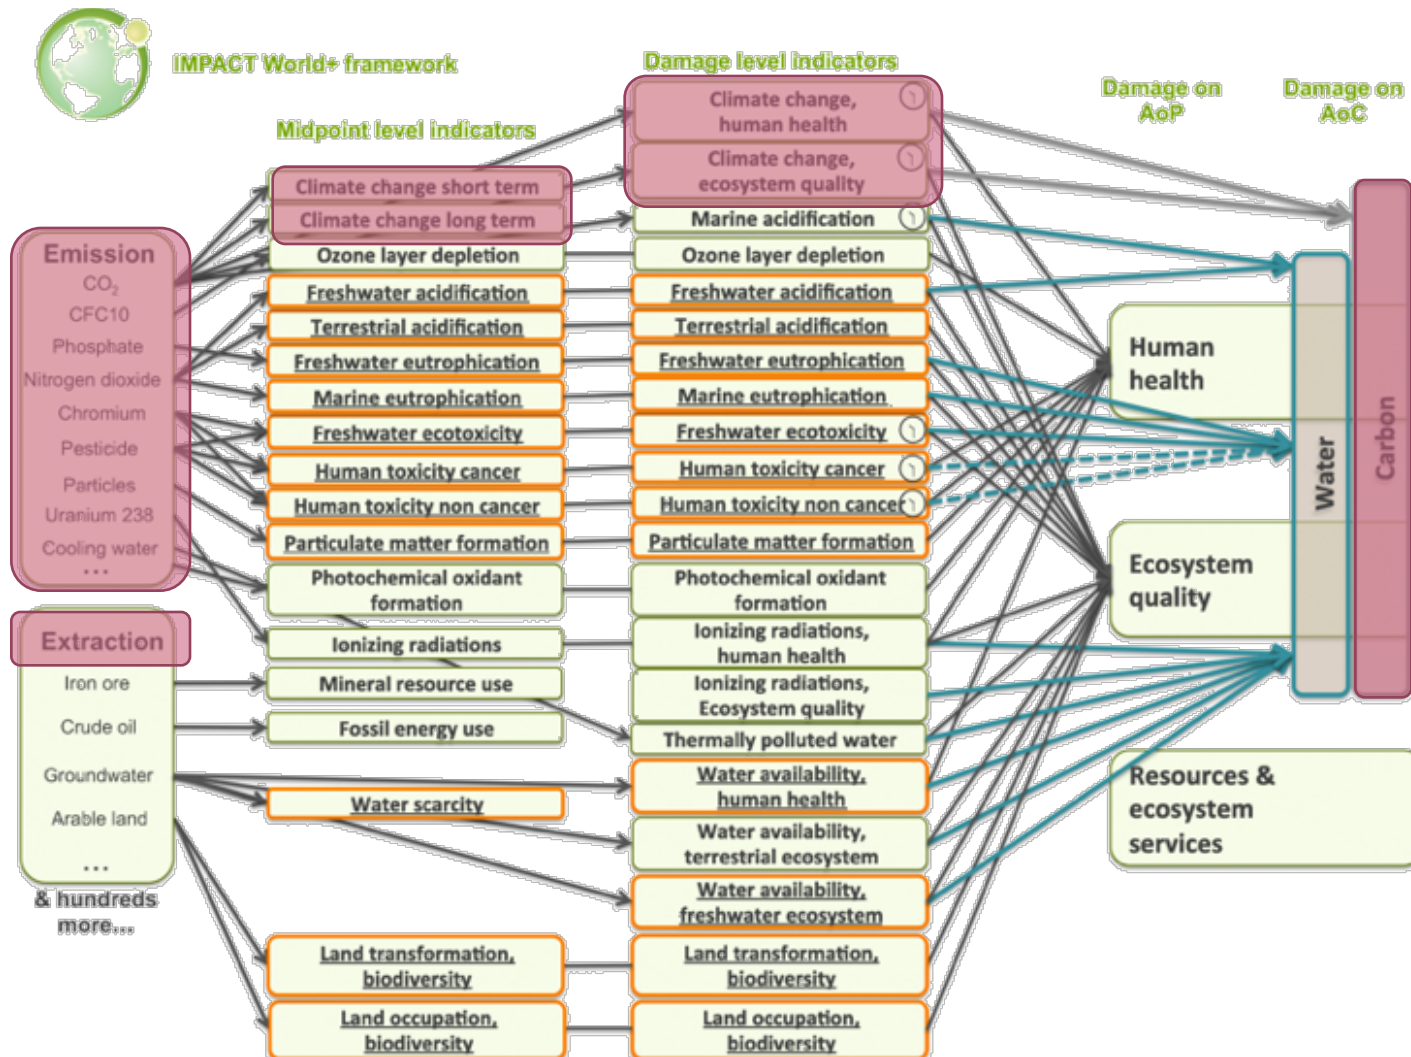 IMPACT World+ framework
Midpoint level indicators
Damage level indicators
Damage on
AoP
Damage on
AoC
Emission
CO₂
CFC10
Phosphate
Nitrogen dioxide
Chromium
Pesticide
Particles
Uranium 238
Cooling water
...
Extraction
Iron ore
Crude oil
Groundwater
Arable land
...
& hundreds
more...
Climate change short term
Climate change long term
Ozone layer depletion
Freshwater acidification
Terrestrial acidification
Freshwater eutrophication
Marine eutrophication
Freshwater ecotoxicity
Human toxicity cancer
Human toxicity non cancer
Particulate matter formation
Photochemical oxidant
formation
Ionizing radiations
Mineral resource use
Fossil energy use
Water scarcity
Land transformation,
biodiversity
Land occupation,
biodiversity
Climate change,
human health
Climate change,
ecosystem quality
Marine acidification
Ozone layer depletion
Freshwater acidification
Terrestrial acidification
Freshwater eutrophication
Marine eutrophication
Freshwater ecotoxicity
Human toxicity cancer
Human toxicity non cancer
Particulate matter formation
Photochemical oxidant
formation
Ionizing radiations,
human health
Ionizing radiations,
Ecosystem quality
Thermally polluted water
Water availability,
human health
Water availability,
terrestrial ecosystem
Water availability,
freshwater ecosystem
Land transformation,
biodiversity
Land occupation,
biodiversity
Human
health
Ecosystem
quality
Resources &
ecosystem
services
Water
Carbon